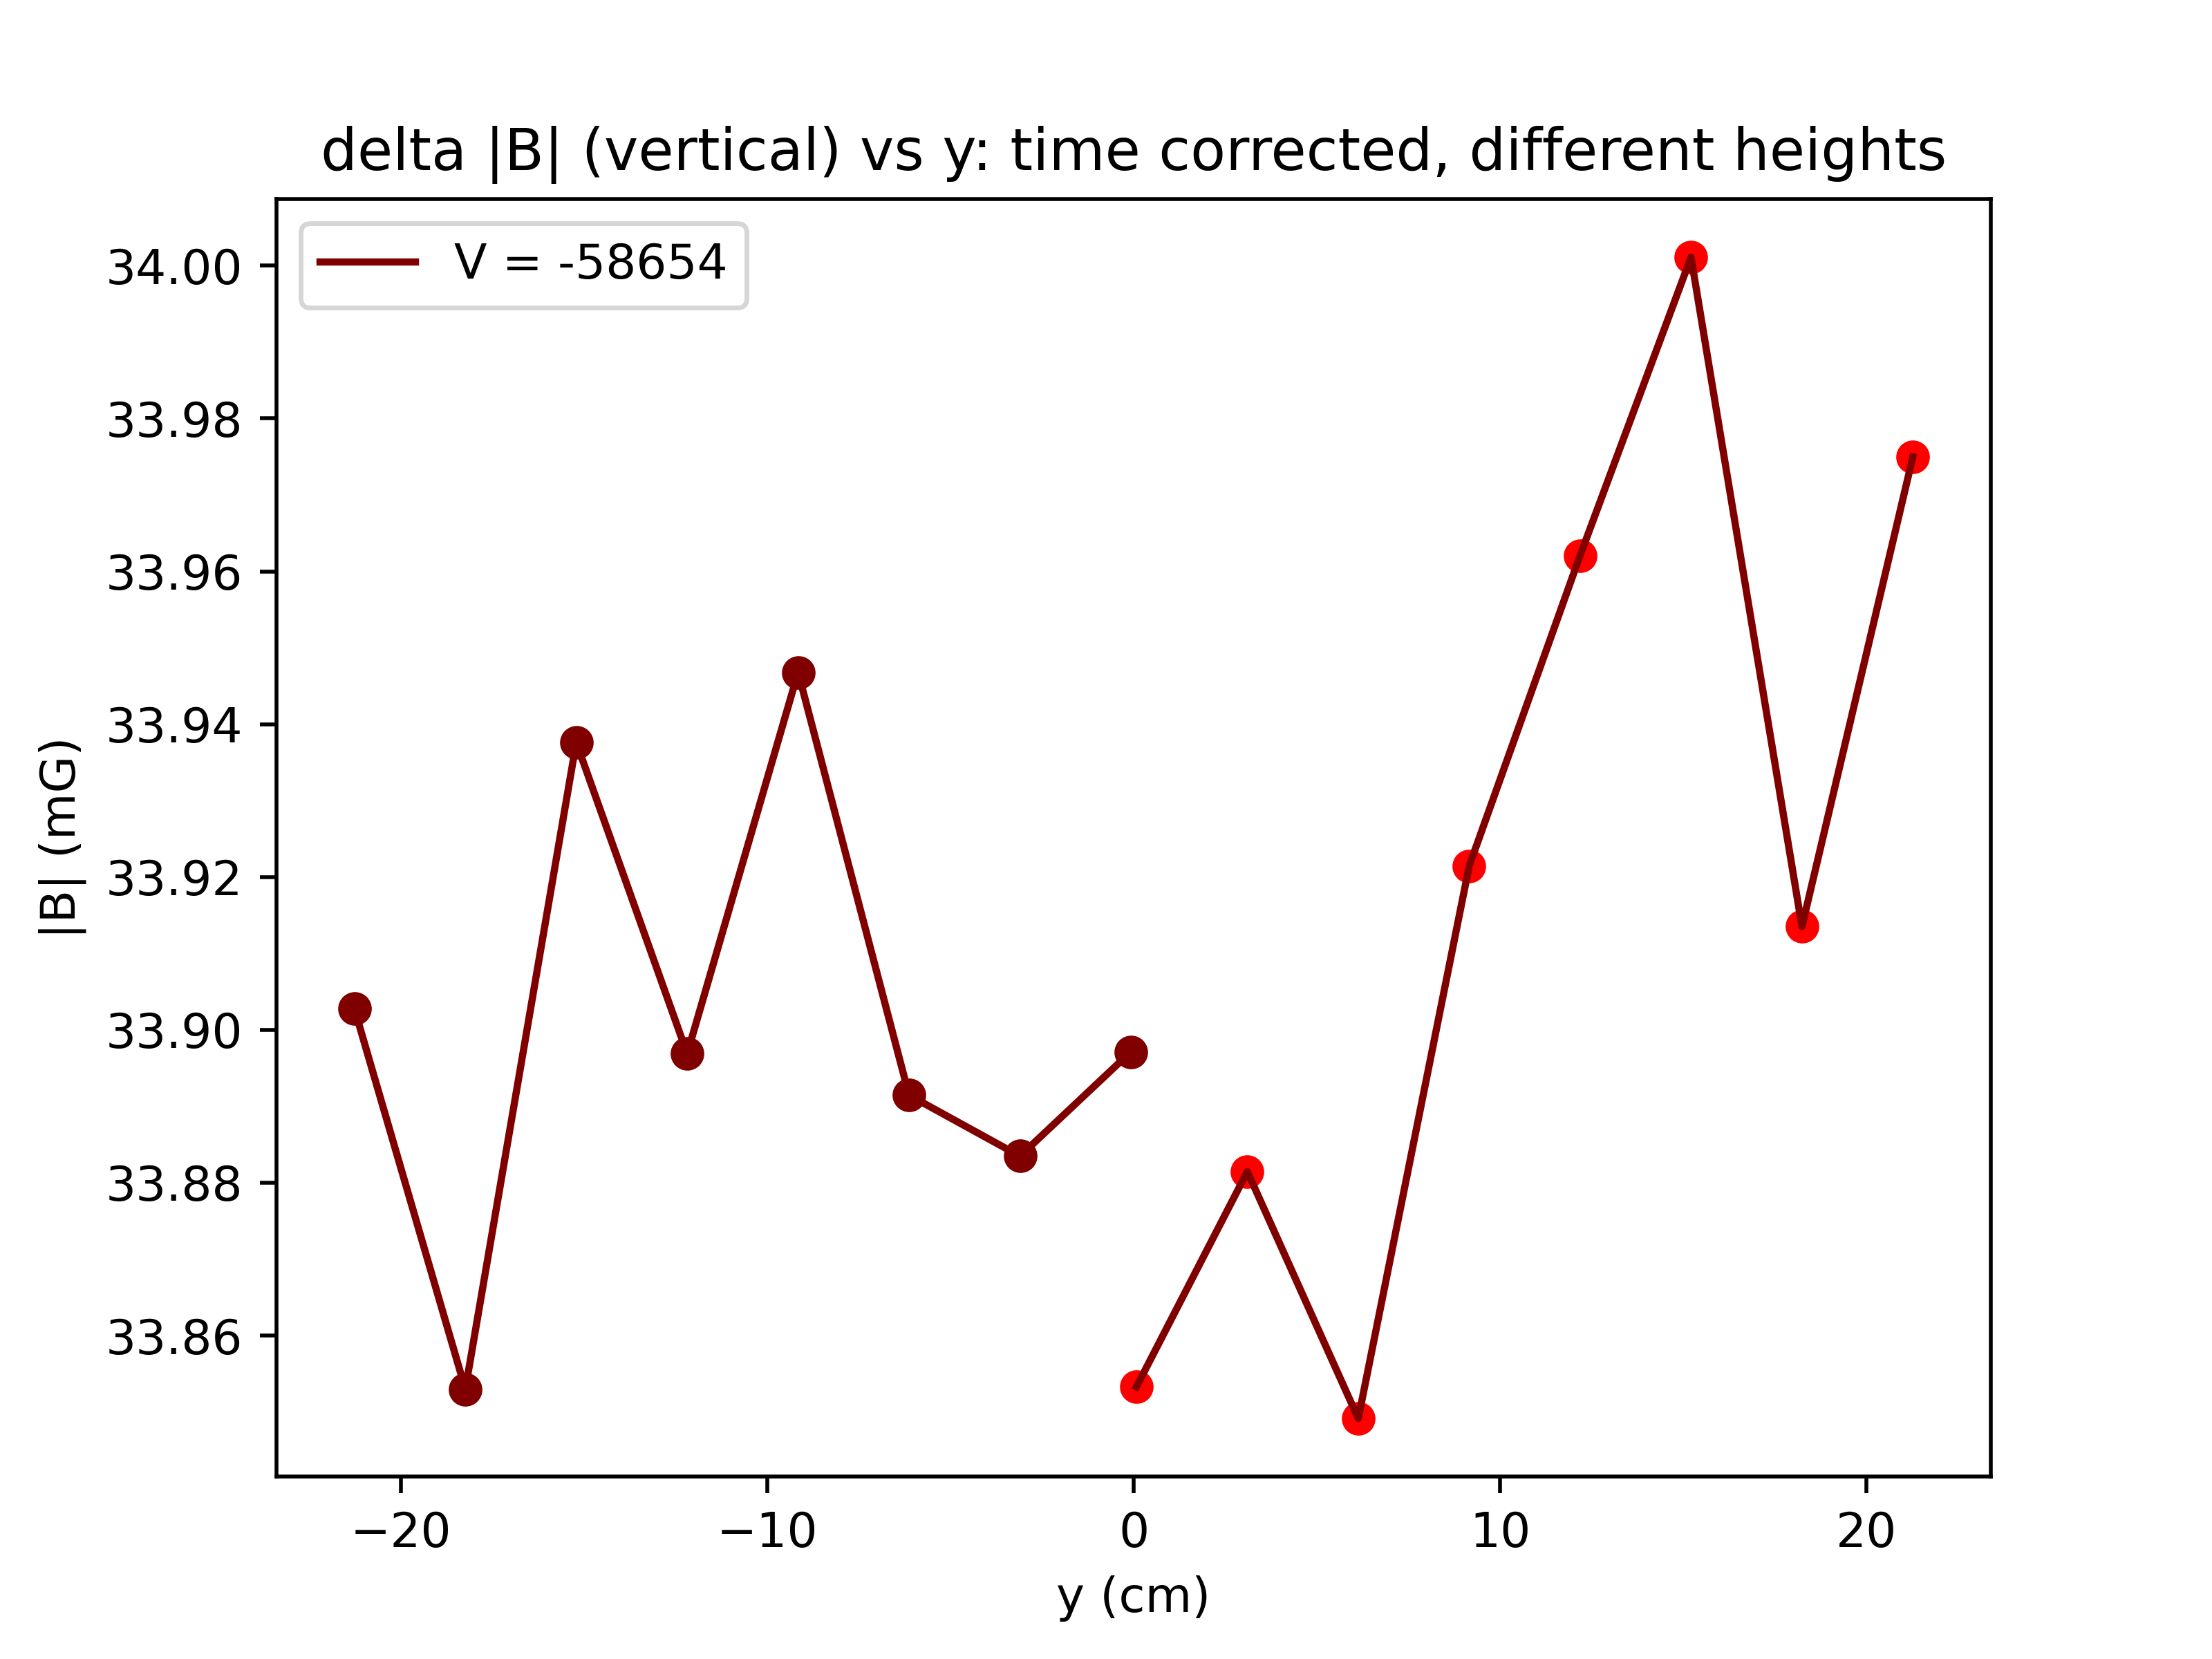 delta |B| (vertical) vs y: time corrected, different heights
V = -58654
34.00
33.98
33.96
33.94
33.92
33.90
33.88
33.86
|B| (mG)
−20 −10 0 10 20
y (cm)